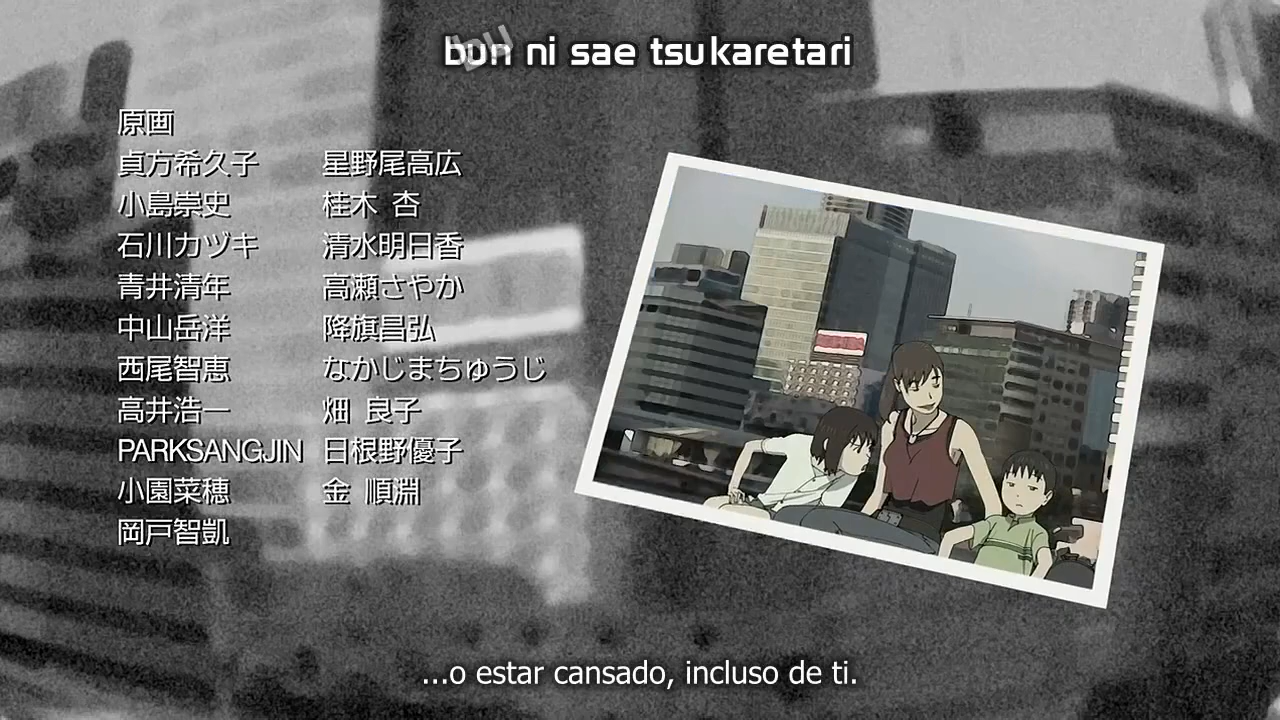 bun ni sae tsukaretari
原画
貞方希久子 星野尾高広
小島崇史 桂木 杏
石川カヅキ 清水明日香
青井清年 高瀬さやか
中山岳洋 降旗昌弘
西尾智恵 なかじまちゅうじ
高井浩一 畑 良子
PARKSANGJIN 日根野優子
小園菜穂 金 順淵
岡戸智凱
...o estar cansado, incluso de ti.